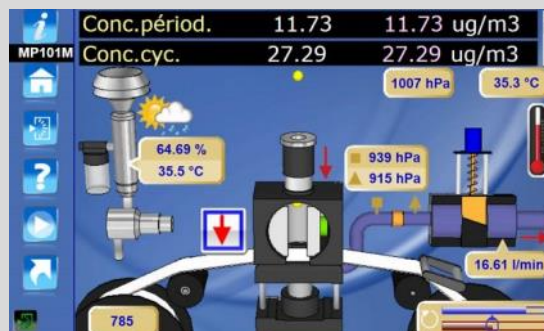 Conc.périod. 11.73 11.73 ug/m3
MP101M
Conc.cyc. 27.29 27.29 ug/m3
1007 hPa 35.3 °C
64.69 %
35.5 °C
939 hPa
915 hPa
?
16.61 l/min
785